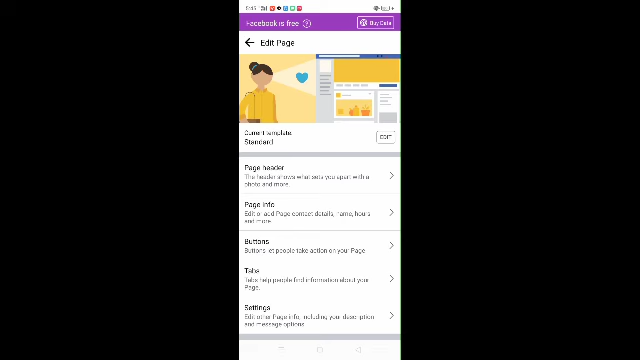 5:45
Facebook is free ?
Buy Data
Edit Page
Current template:
Standard
EDIT
Page header
The header shows what sets you apart with a
photo and more.
Page info
Edit or add Page contact details, name, hours
and more.
Buttons
Buttons let people take action on your Page
Tabs
Tabs help people find information about your
Page.
Settings
Edit other Page info, including your description
and message options